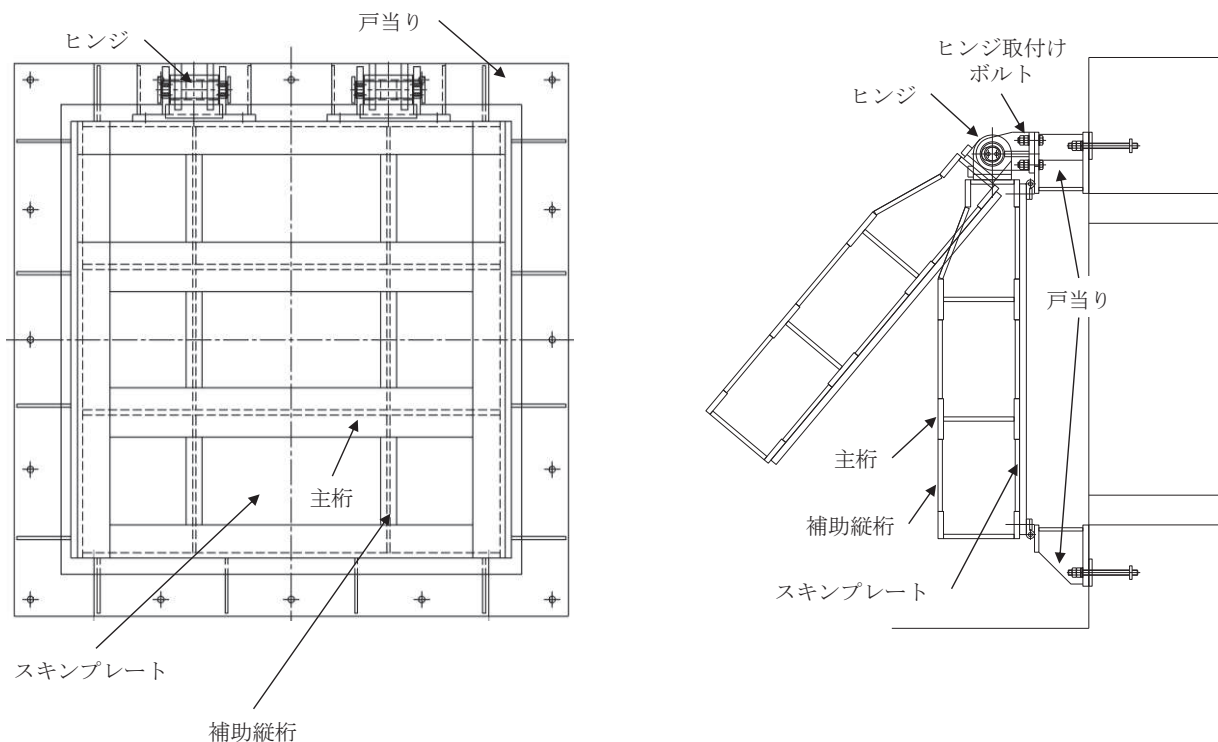 戸当り
ヒンジ
主桁
スキンプレート
補助縦桁
ヒンジ取付け
ボルト
ヒンジ
戸当り
主桁
補助縦桁
スキンプレート